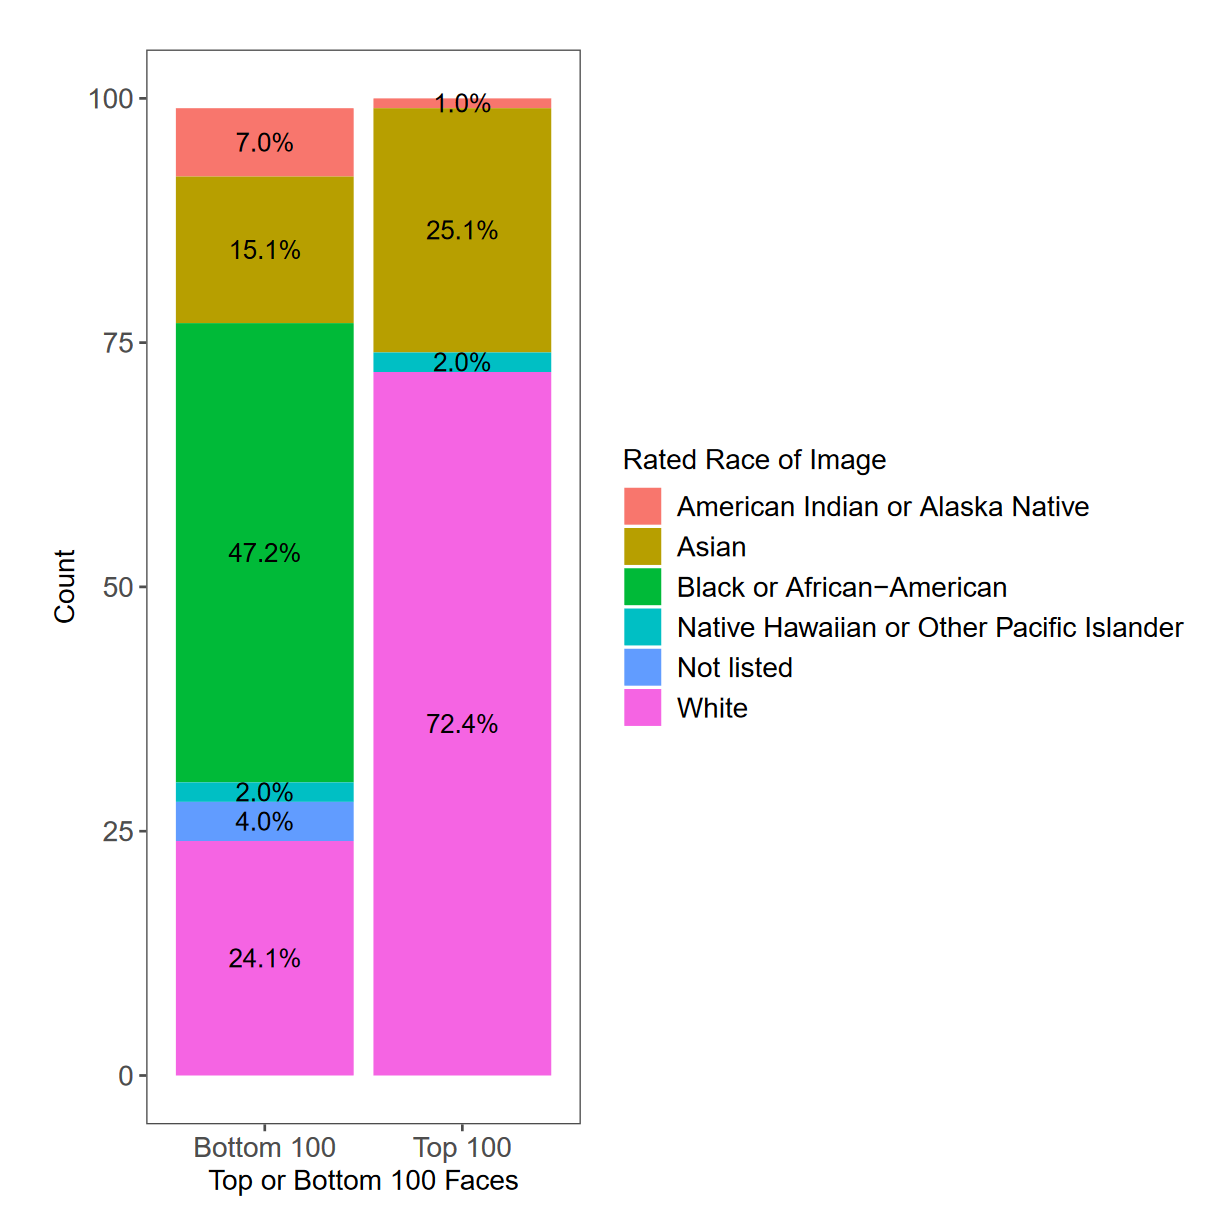 100
75
50
25
0
Count
7.0%
15.1%
47.2%
2.0%
4.0%
24.1%
1.0%
25.1%
2.0%
72.4%
Bottom 100
Top 100
Top or Bottom 100 Faces
Rated Race of Image
American Indian or Alaska Native
Asian
Black or African−American
Native Hawaiian or Other Pacific Islander
Not listed
White